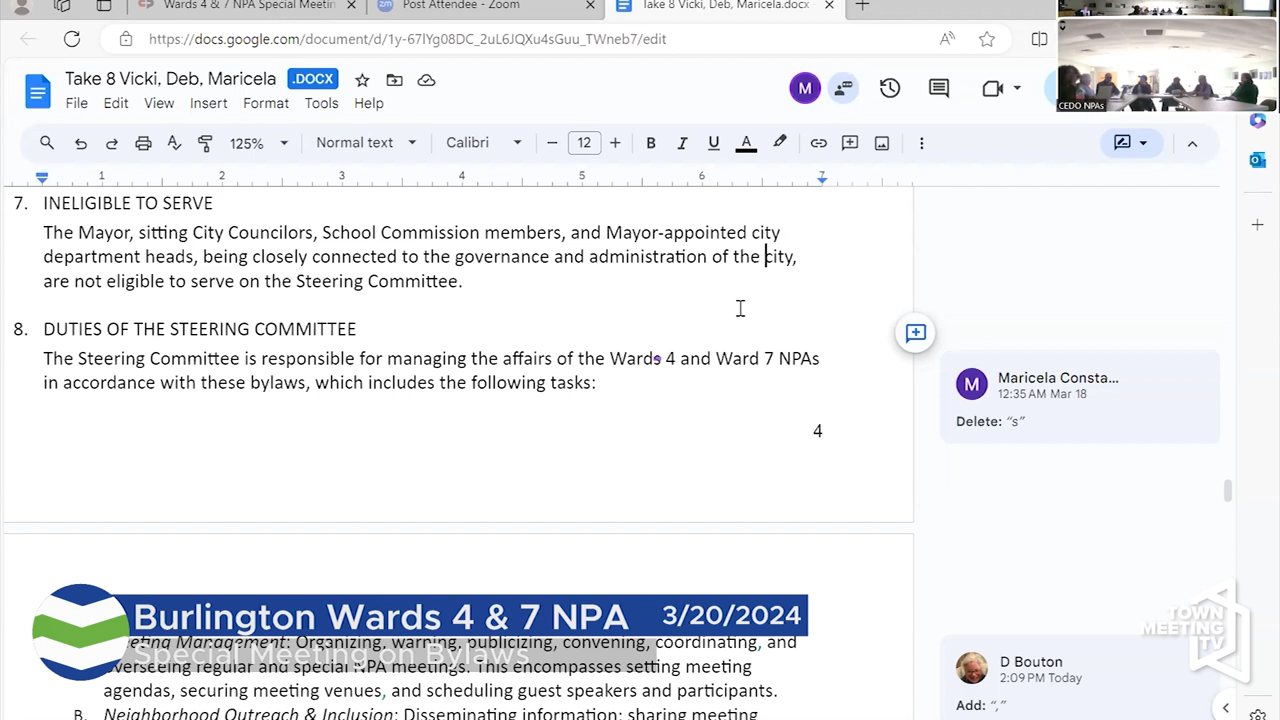 Wards 4 & 7 NPA Special Meetin
Post Attendee - Zoom
Take 8 Vicki, Deb, Maricela.docx
https://docs.google.com/document/d/1y-67lYg08DC_2uL6JQXu4sGuu_TWneb7/edit
Take 8 Vicki, Deb, Maricela .DOCX
File Edit View Insert Format Tools Help
M
CEDO NPAs
125% Normal text Calibri 12 B I U A
1 2 3 4 5 6 7
7. INELIGIBLE TO SERVE
The Mayor, sitting City Councilors, School Commission members, and Mayor-appointed city
department heads, being closely connected to the governance and administration of the city,
are not eligible to serve on the Steering Committee.
8. DUTIES OF THE STEERING COMMITTEE
The Steering Committee is responsible for managing the affairs of the Wards 4 and Ward 7 NPAs
in accordance with these bylaws, which includes the following tasks:
M Maricela Consta...
12:35 AM Mar 18
Delete: “s”
4
Burlington Wards 4 & 7 NPA 3/20/2024
Special Meeting on Bylaws
Management: Organizing, warning, publicizing, convening, coordinating, and
overseeing regular and special NPA meetings. This encompasses setting meeting
agendas, securing meeting venues, and scheduling guest speakers and participants.
B. Neighborhood Outreach & Inclusion: Disseminating information; sharing meeting
TOWN
MEETING
TV
D Bouton
2:09 PM Today
Add: “,”